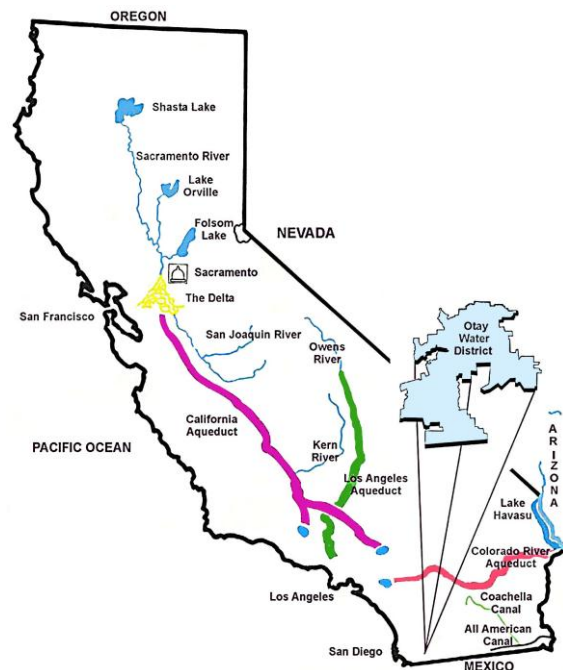 OREGON
Shasta Lake
Sacramento River
Lake
Orville
Folsom
Lake
NEVADA
Sacramento
The Delta
San Francisco
San Joaquin River
Owens
River
Otay
Water
District
California
Aqueduct
PACIFIC OCEAN
Kern
River
Los Angeles
Aqueduct
ARIZONA
Lake
Havasu
Colorado River
Aqueduct
Los Angeles
Coachella
Canal
All American
Canal
San Diego
MEXICO